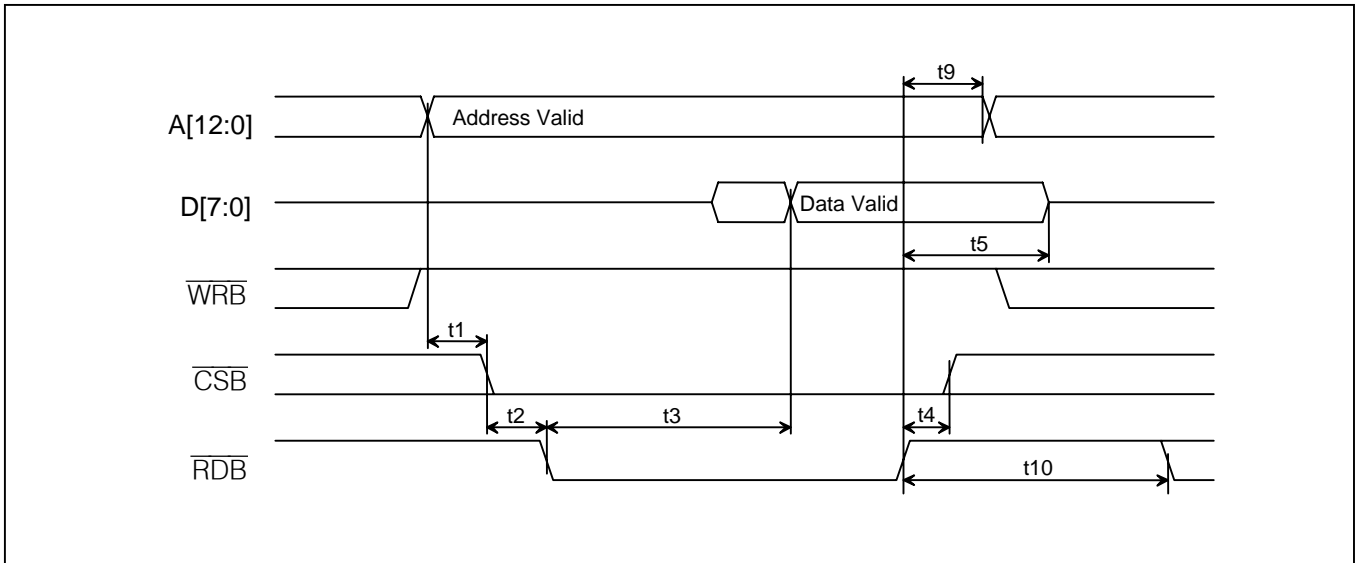 t9
A[12:0] Address Valid
D[7:0] Data Valid
t5
WRB
t1
CSB
t2 t3 t4
RDB
t10